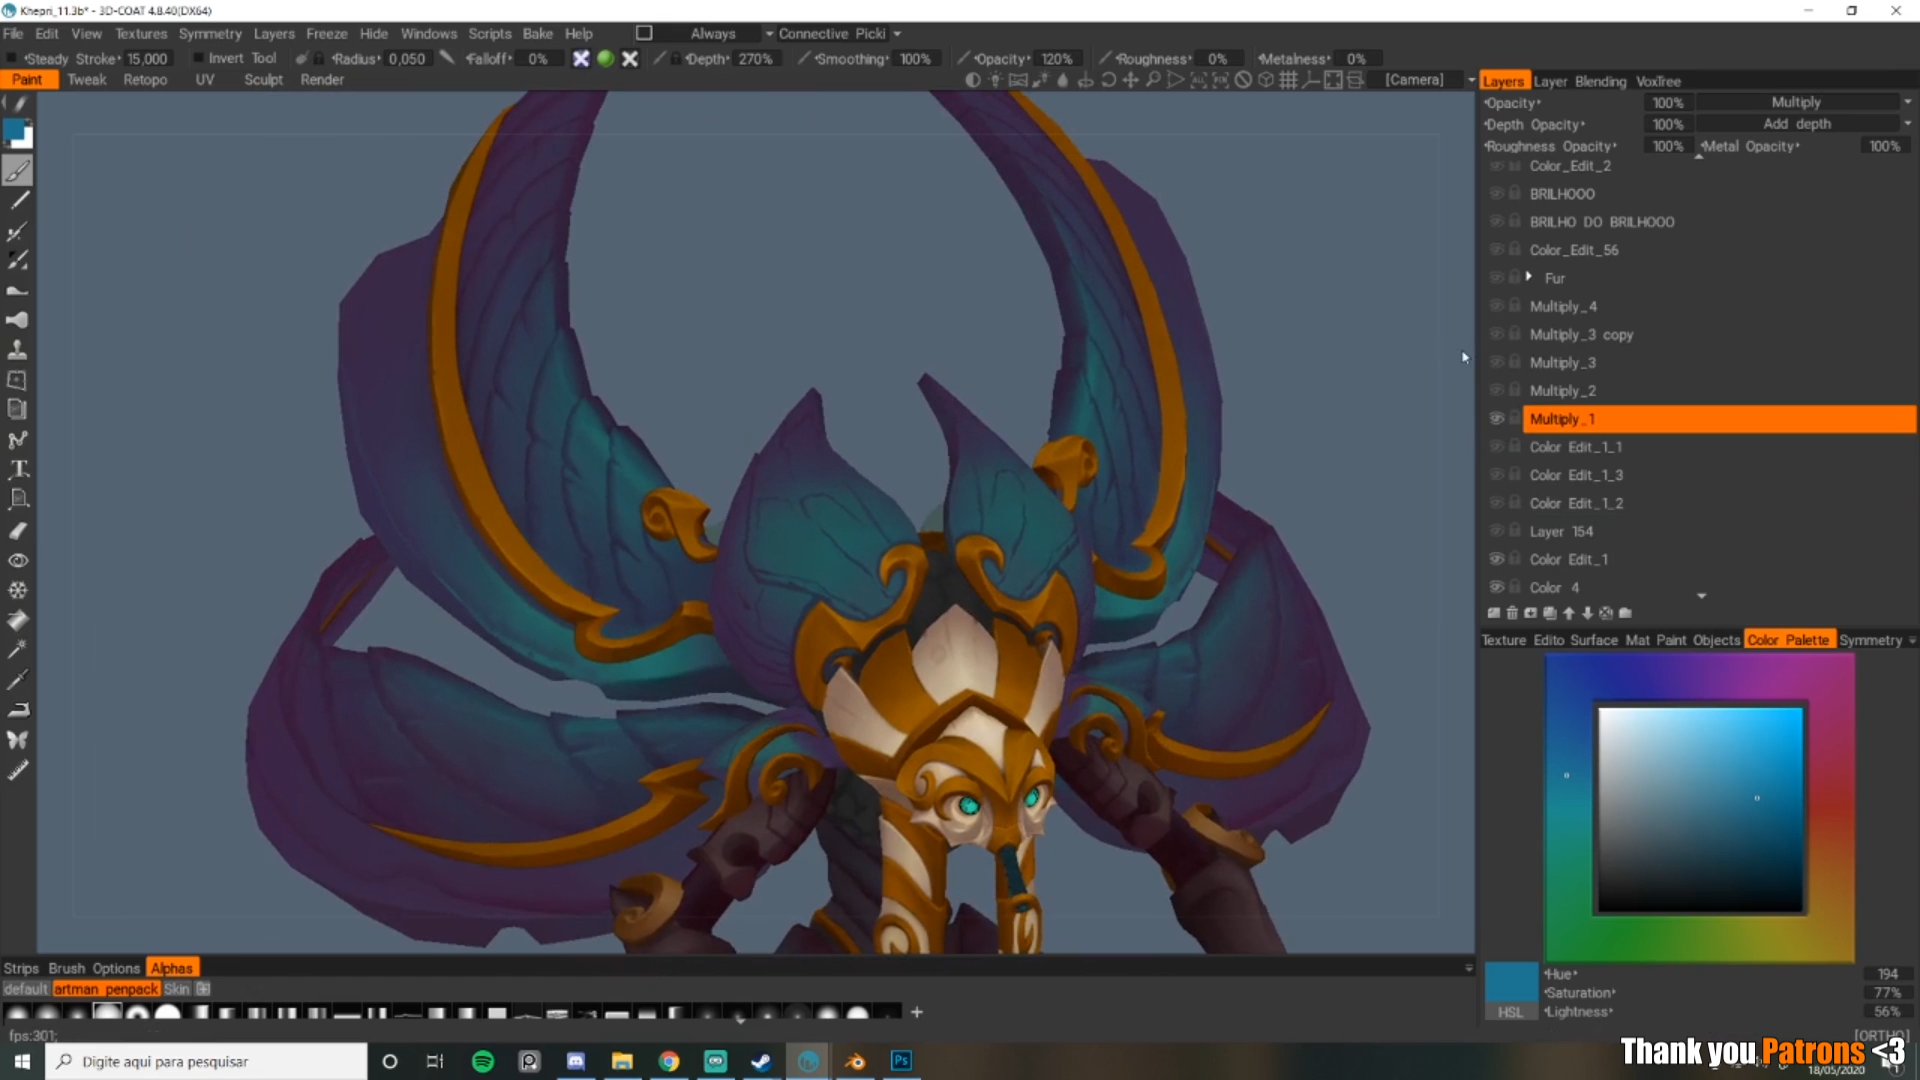 Khepri_11.3b* - 3D-COAT 4.8.40(DX64)
File Edit View Textures Symmetry Layers Freeze Hide Windows Scripts Bake Help Always Connective Picki
Steady Stroke 15,000 Invert Tool Radius 0,050 Falloff 0% Depth 270% Smoothing 100% Opacity 120% Roughness 0% Metalness 0%
Paint Tweak Retopo UV Sculpt Render [Camera]
Layers Layer Blending VoxTree
Opacity 100% Multiply
Depth Opacity 100% Add depth
Roughness Opacity 100% Metal Opacity 100%
Color_Edit_2
BRILHOOO
BRILHO DO BRILHOOO
Color_Edit_56
Fur
Multiply_4
Multiply_3 copy
Multiply_3
Multiply_2
Multiply_1
Color Edit_1_1
Color Edit_1_3
Color Edit_1_2
Layer 154
Color Edit_1
Color 4
Texture Edito Surface Mat Paint Objects Color Palette Symmetry
Hue 194
Saturation 77%
HSL Lightness 56%
Strips Brush Options Alphas
default artman penpack Skin
fps:301;
[ORTHO]
Digite aqui para pesquisar
Ps
Thank you Patrons <3
18/05/2020